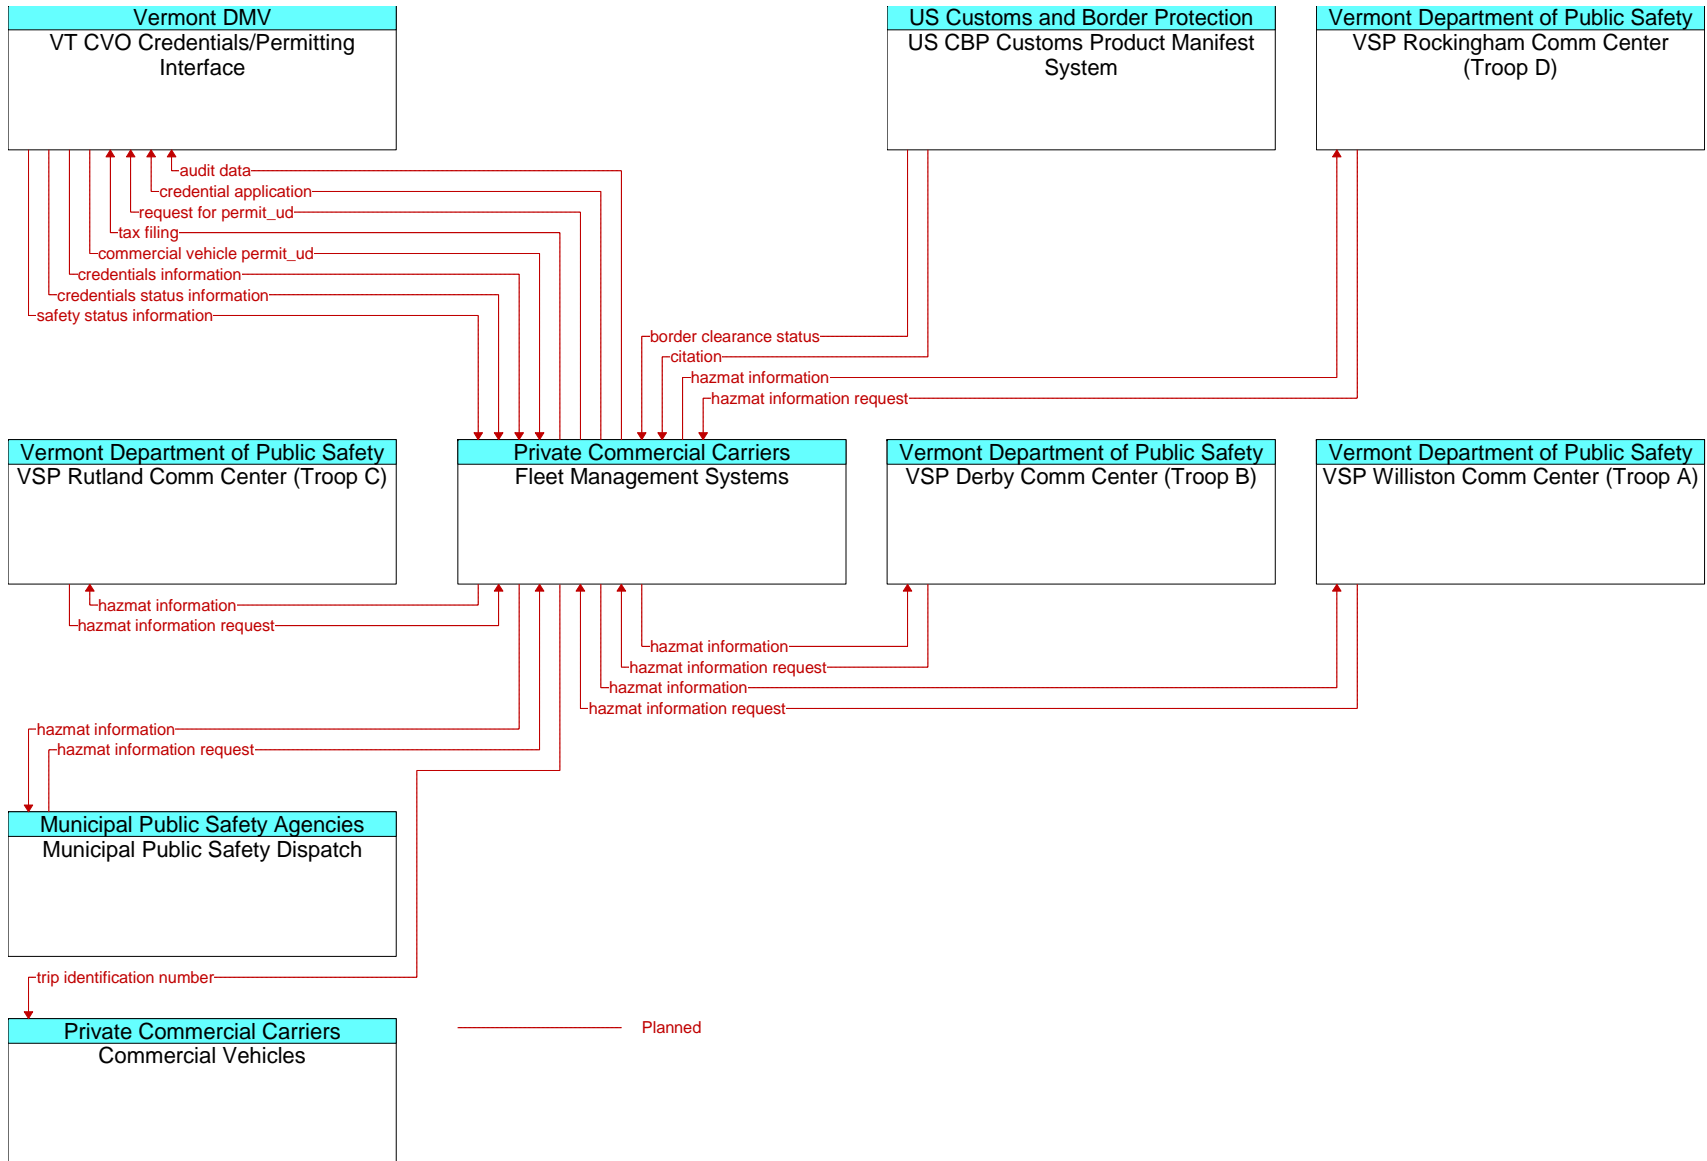 Vermont DMV
VT CVO Credentials/Permitting
Interface
US Customs and Border Protection
US CBP Customs Product Manifest
System
Vermont Department of Public Safety
VSP Rockingham Comm Center
(Troop D)
audit data
credential application
request for permit_ud
tax filing
commercial vehicle permit_ud
credentials information
credentials status information
safety status information
border clearance status
citation
hazmat information
hazmat information request
Vermont Department of Public Safety
VSP Rutland Comm Center (Troop C)
Private Commercial Carriers
Fleet Management Systems
Vermont Department of Public Safety
VSP Derby Comm Center (Troop B)
Vermont Department of Public Safety
VSP Williston Comm Center (Troop A)
hazmat information
hazmat information request
hazmat information
hazmat information request
hazmat information
hazmat information request
hazmat information
hazmat information request
Municipal Public Safety Agencies
Municipal Public Safety Dispatch
trip identification number
Private Commercial Carriers
Commercial Vehicles
Planned